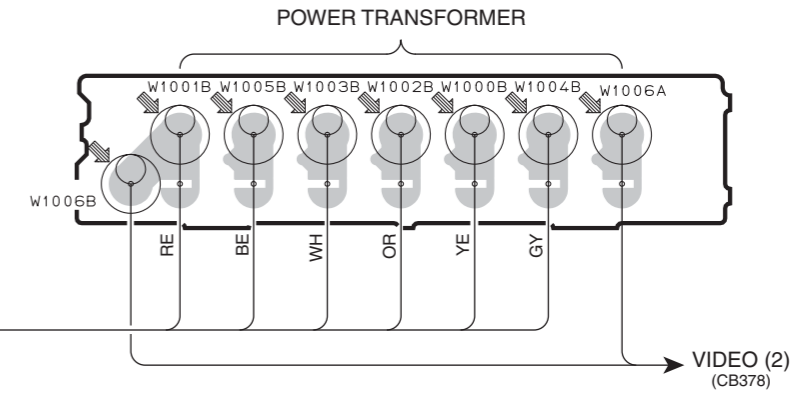 POWER TRANSFORMER
W1001B W1005B W1003B W1002B W1000B W1004B W1006A
W1006B
RE BE WH OR YE GY
VIDEO (2)
(CB378)